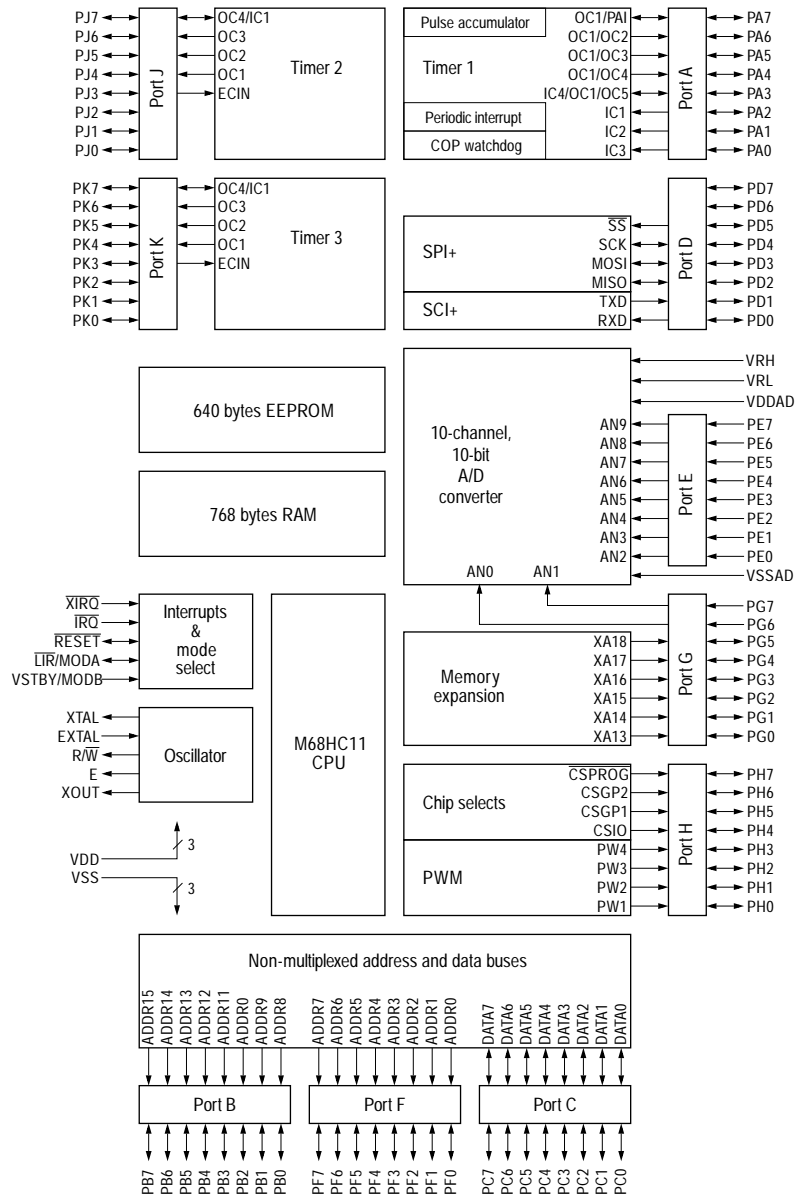 PJ7 OC4/IC1
PJ6 OC3
PJ5 OC2
PJ4 OC1
PJ3 ECIN
PJ2
PJ1
PJ0
Port J
Timer 2
Pulse accumulator
Timer 1
Periodic interrupt
COP watchdog
OC1/PAI PA7
OC1/OC2 PA6
OC1/OC3 PA5
OC1/OC4 PA4
IC4/OC1/OC5 PA3
IC1 PA2
IC2 PA1
IC3 PA0
Port A
PK7 OC4/IC1
PK6 OC3
PK5 OC2
PK4 OC1
PK3 ECIN
PK2
PK1
PK0
Port K
Timer 3
SPI+
SCI+
PD7
PD6
SS PD5
SCK PD4
MOSI PD3
MISO PD2
TXD PD1
RXD PD0
Port D
640 bytes EEPROM
768 bytes RAM
10-channel,
10-bit
A/D
converter
VRH
VRL
VDDAD
AN9 PE7
AN8 PE6
AN7 PE5
AN6 PE4
AN5 PE3
AN4 PE2
AN3 PE1
AN2 PE0
Port E
AN0 AN1
VSSAD
XIRQ
IRQ
RESET
LIR/MODA
VSTBY/MODB
Interrupts
&
mode
select
XTAL
EXTAL
R/W
E
XOUT
Oscillator
VDD 3
VSS 3
M68HC11
CPU
Memory
expansion
PG7
PG6
XA18 PG5
XA17 PG4
XA16 PG3
XA15 PG2
XA14 PG1
XA13 PG0
Port G
Chip selects
PWM
CSPROG PH7
CSGP2 PH6
CSGP1 PH5
CSIO PH4
PW4 PH3
PW3 PH2
PW2 PH1
PW1 PH0
Port H
Non-multiplexed address and data buses
ADDR15 ADDR14 ADDR13 ADDR12 ADDR11 ADDR0 ADDR9 ADDR8
ADDR7 ADDR6 ADDR5 ADDR4 ADDR3 ADDR2 ADDR1 ADDR0
DATA7 DATA6 DATA5 DATA4 DATA3 DATA2 DATA1 DATA0
Port B Port F Port C
PB7 PB6 PB5 PB4 PB3 PB2 PB1 PB0
PF7 PF6 PF5 PF4 PF3 PF2 PF1 PF0
PC7 PC6 PC5 PC4 PC3 PC2 PC1 PC0